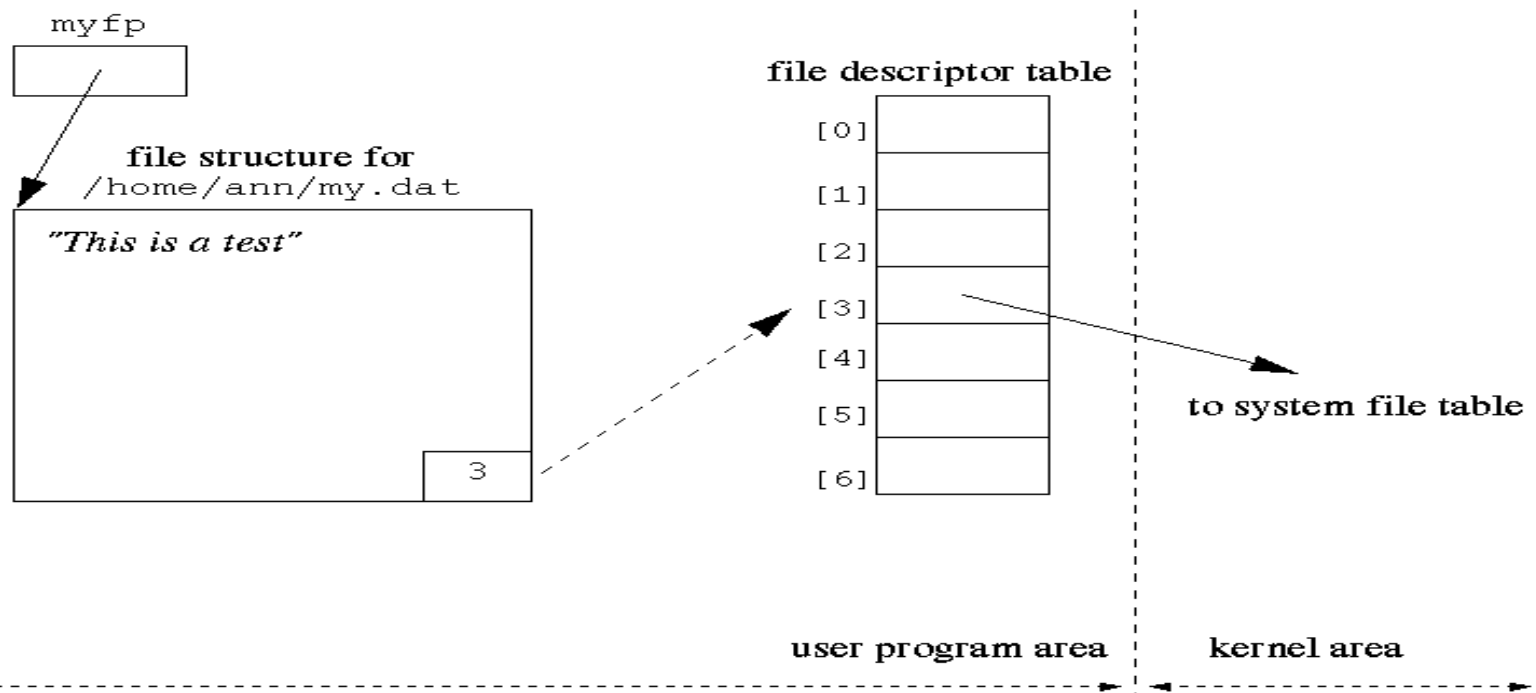 myfp
file structure for
/home/ann/my.dat
"This is a test"
3
file descriptor table
[0]
[1]
[2]
[3]
[4]
[5]
[6]
to system file table
user program area
kernel area